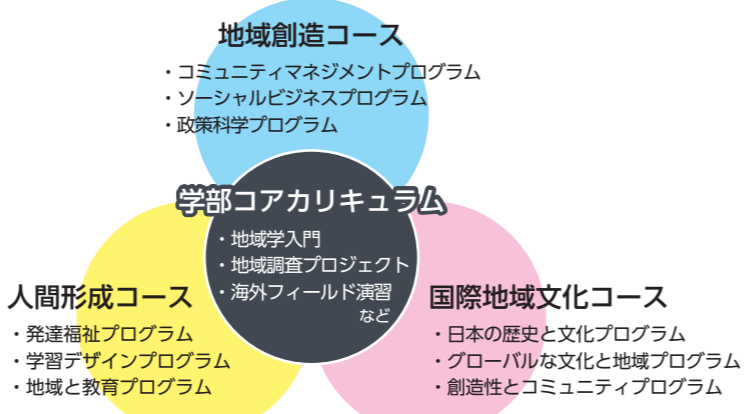 地域創造コース
・コミュニティマネジメントプログラム
・ソーシャルビジネスプログラム
・政策科学プログラム
学部コアカリキュラム
・地域学入門
・地域調査プロジェクト
・海外フィールド演習
など
人間形成コース
・発達福祉プログラム
・学習デザインプログラム
・地域と教育プログラム
国際地域文化コース
・日本の歴史と文化プログラム
・グローバルな文化と地域プログラム
・創造性とコミュニティプログラム